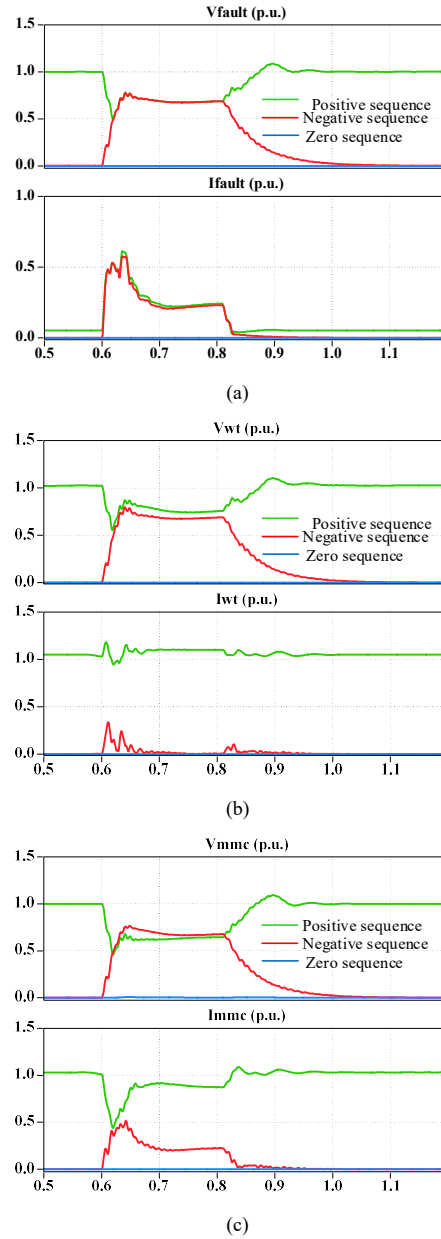 Vfault (p.u.)
1.5
1.0
0.5
0.0
Positive sequence
Negative sequence
Zero sequence
Ifault (p.u.)
1.0
0.5
0.0
0.5 0.6 0.7 0.8 0.9 1.0 1.1
(a)
Vwt (p.u.)
1.5
1.0
0.5
0.0
Positive sequence
Negative sequence
Zero sequence
Iwt (p.u.)
1.5
1.0
0.5
0.0
0.5 0.6 0.7 0.8 0.9 1.0 1.1
(b)
Vmmc (p.u.)
1.5
1.0
0.5
0.0
Positive sequence
Negative sequence
Zero sequence
Immc (p.u.)
1.5
1.0
0.5
0.0
0.5 0.6 0.7 0.8 0.9 1.0 1.1
(c)